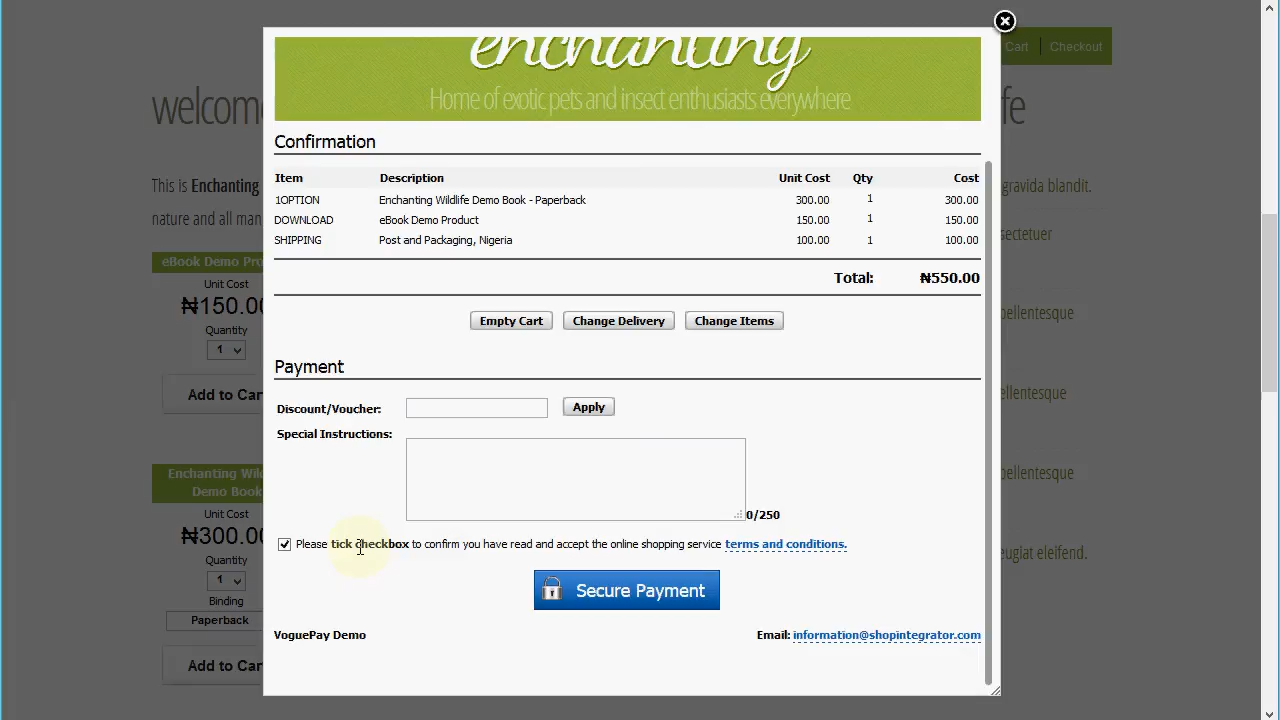 Cart
Checkout
enchanting
Home of exotic pets and insect enthusiasts everywhere
welcome
life
Confirmation
Item Description Unit Cost Qty Cost
1OPTION Enchanting Wildlife Demo Book - Paperback 300.00 1 300.00
DOWNLOAD eBook Demo Product 150.00 1 150.00
SHIPPING Post and Packaging, Nigeria 100.00 1 100.00
Total: ₦550.00
Empty Cart
Change Delivery
Change Items
Payment
Discount/Voucher:
Apply
Special Instructions:
0/250
Please tick checkbox to confirm you have read and accept the online shopping service terms and conditions.
Secure Payment
VoguePay Demo
Email: information@shopintegrator.com
This is Enchanting
nature and all man
eBook Demo Pro
Unit Cost
₦150.00
Quantity
1
Add to Car
Enchanting Wil
Demo Book
Unit Cost
₦300.00
Quantity
1
Binding
Paperback
Add to Car
gravida blandit.
sectetuer
pellentesque
pellentesque
pellentesque
feugiat eleifend.